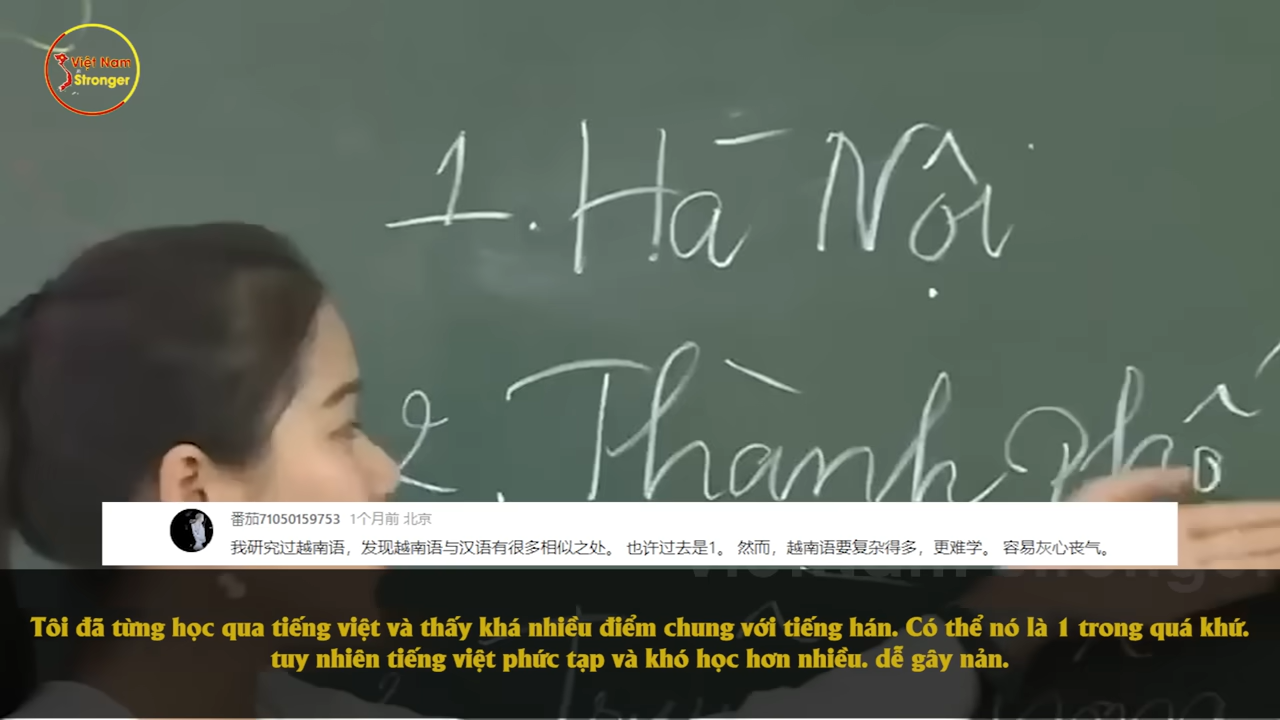 Việt Nam
Stronger
1. Hà Nội
2. Thành Phố
番茄71050159753 1个月前 北京
我研究过越南语，发现越南语与汉语有很多相似之处。 也许过去是1。 然而，越南语要复杂得多，更难学。 容易灰心丧气。
Tôi đã từng học qua tiếng việt và thấy khá nhiều điểm chung với tiếng hán. Có thể nó là 1 trong quá khứ.
tuy nhiên tiếng việt phức tạp và khó học hơn nhiều. dễ gây nản.